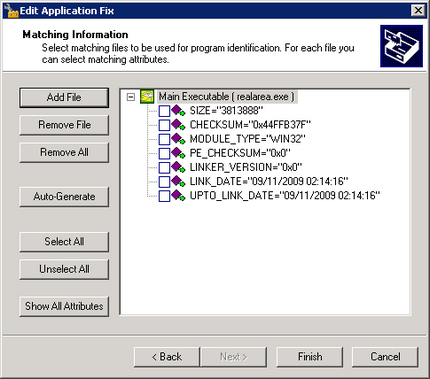 Edit Application Fix
Matching Information
Select matching files to be used for program identification. For each file you
can select matching attributes.
Add File
Remove File
Remove All
Auto-Generate
Select All
Unselect All
Show All Attributes
Main Executable ( realarea.exe )
SIZE="3813888"
CHECKSUM="0x44FFB37F"
MODULE_TYPE="WIN32"
PE_CHECKSUM="0x0"
LINKER_VERSION="0x0"
LINK_DATE="09/11/2009 02:14:16"
UPTO_LINK_DATE="09/11/2009 02:14:16"
< Back
Next >
Finish
Cancel